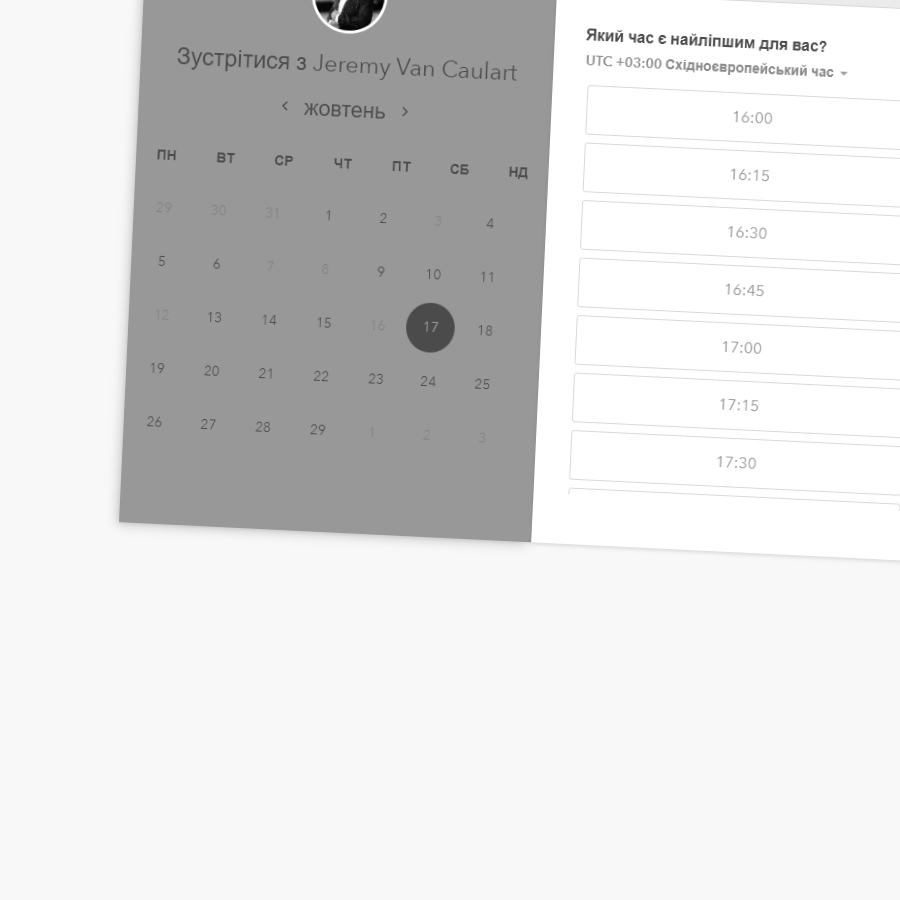 Зустрітися з Jeremy Van Caulart
‹ жовтень ›
ПН ВТ СР ЧТ ПТ СБ НД
29 30 31 1 2 3 4
5 6 7 8 9 10 11
12 13 14 15 16 17 18
19 20 21 22 23 24 25
26 27 28 29 1 2 3
Який час є найліпшим для вас?
UTC +03:00 Східноєвропейський час
16:00
16:15
16:30
16:45
17:00
17:15
17:30